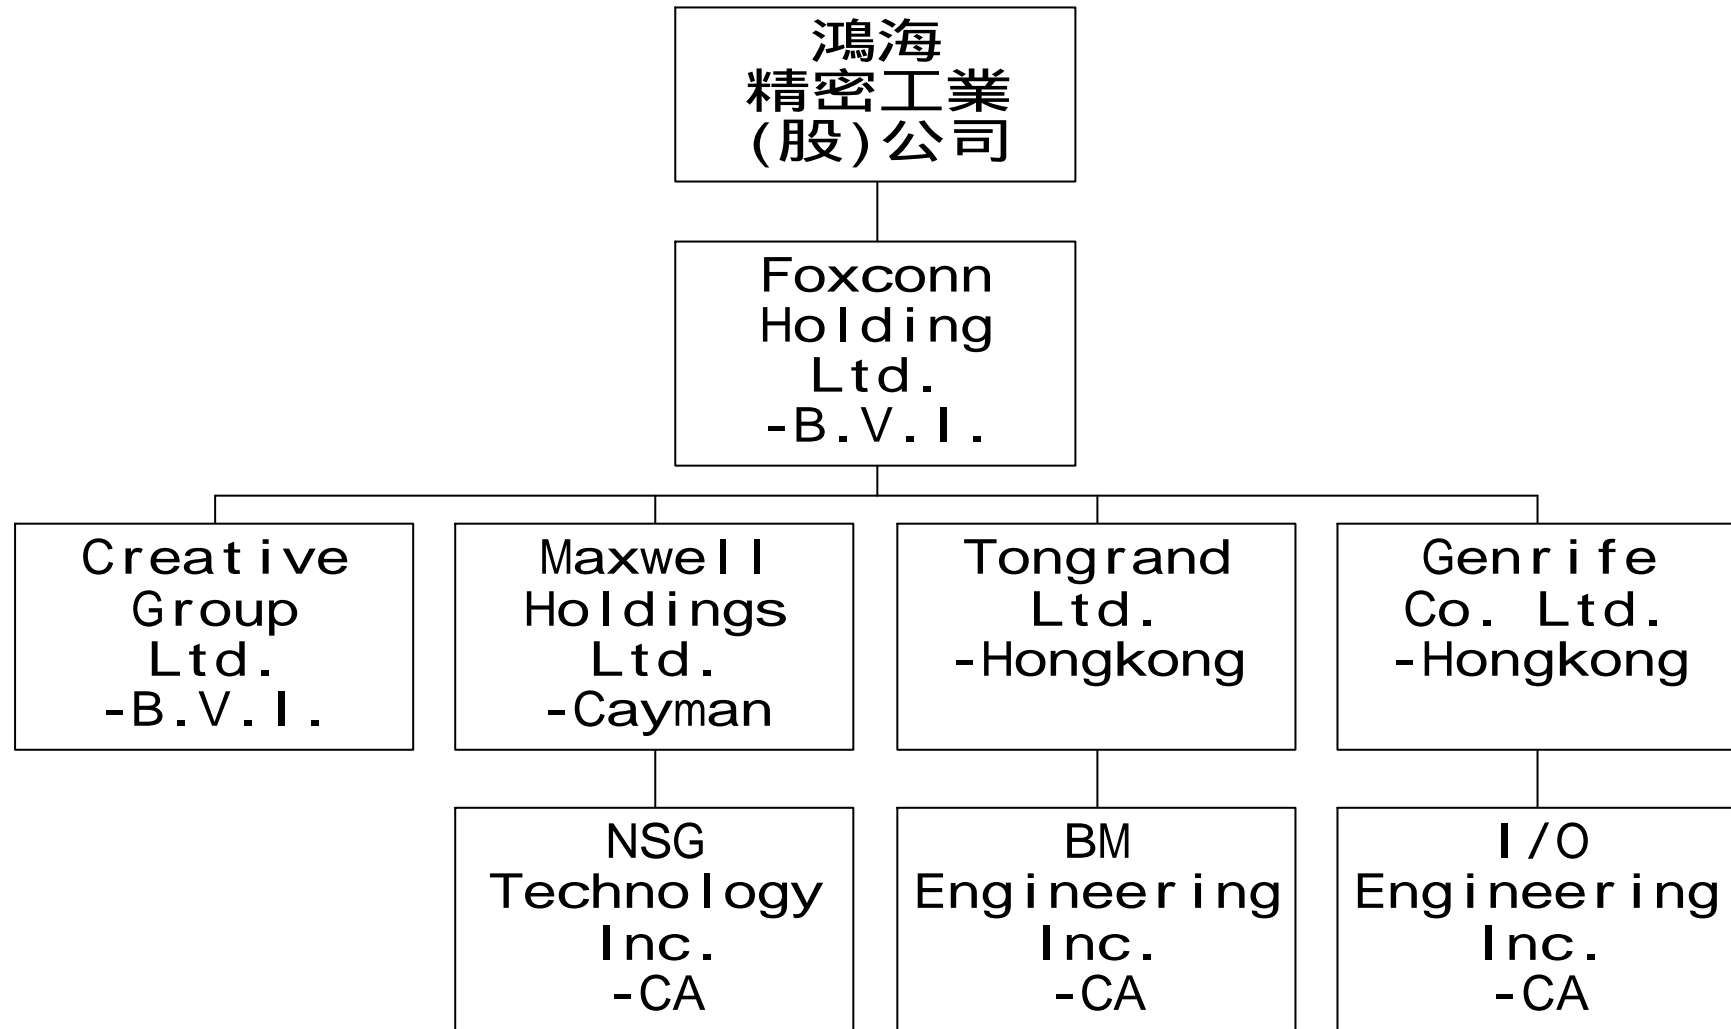 鴻海
精密工業
(股)公司
Foxconn
Holding
Ltd.
-B.V.I.
Creative
Group
Ltd.
-B.V.I.
Maxwell
Holdings
Ltd.
-Cayman
Tongrand
Ltd.
-Hongkong
Genrife
Co. Ltd.
-Hongkong
NSG
Technology
Inc.
-CA
BM
Engineering
Inc.
-CA
I/O
Engineering
Inc.
-CA